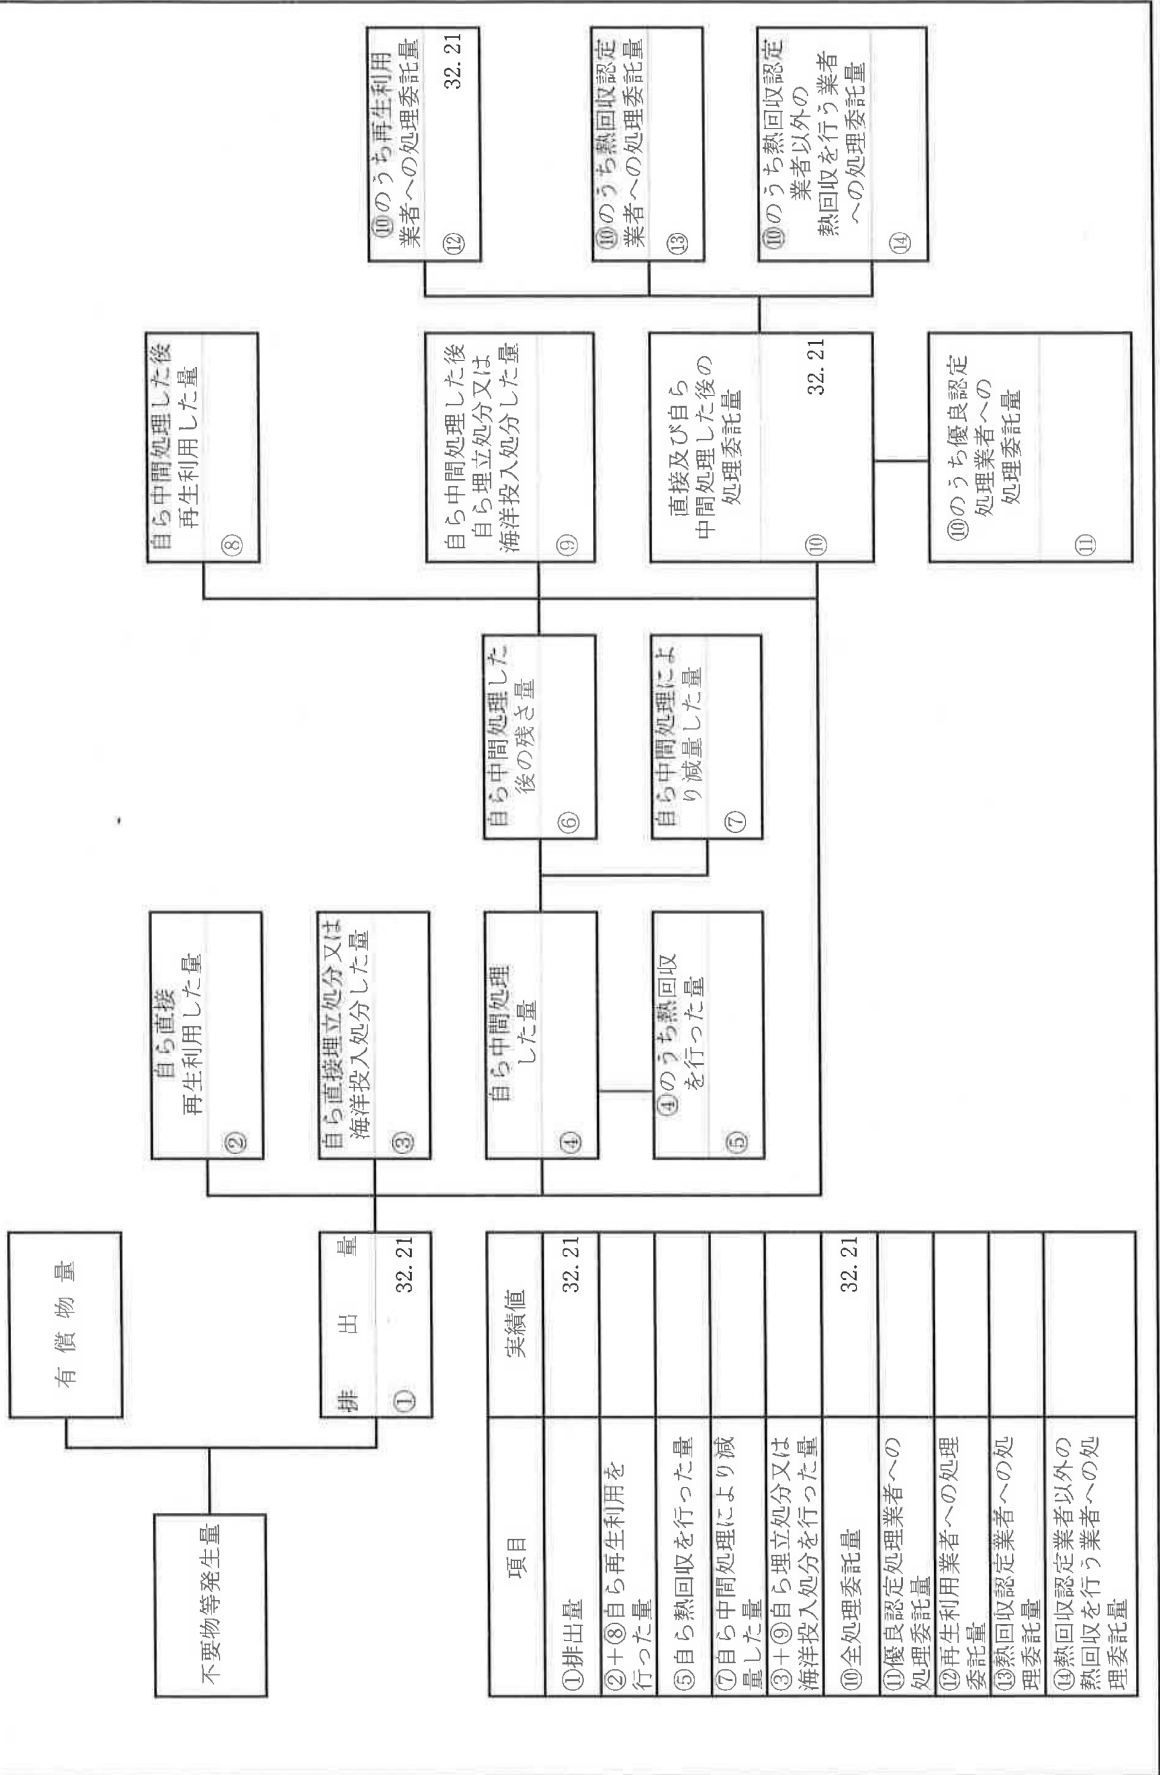 有償物量
不要物等発生量
排出量
① 32.21
自ら直接
再生利用した量
②
自ら直接埋立処分又は
海洋投入処分した量
③
自ら中間処理
した量
④
④のうち熱回収
を行った量
⑤
自ら中間処理した
後の残さ量
⑥
自ら中間処理によ
り減量した量
⑦
自ら中間処理した後
再生利用した量
⑧
自ら中間処理した後
自ら埋立処分又は
海洋投入処分した量
⑨
直接及び自ら
中間処理した後の
処理委託量
⑩ 32.21
⑩のうち優良認定
処理業者への
処理委託量
⑪
⑩のうち再生利用
業者への処理委託量
⑫ 32.21
⑩のうち熱回収認定
業者への処理委託量
⑬
⑩のうち熱回収認定
業者以外の
熱回収を行う業者
への処理委託量
⑭
項目 実績値
①排出量 32.21
②+⑧自ら再生利用を
行った量
⑤自ら熱回収を行った量
⑦自ら中間処理により減
量した量
③+⑨自ら埋立処分又は
海洋投入処分を行った量
⑩全処理委託量 32.21
⑪優良認定処理業者への
処理委託量
⑫再生利用業者への処理
委託量
⑬熱回収認定業者への処
理委託量
⑭熱回収認定業者以外の
熱回収を行う業者への処
理委託量